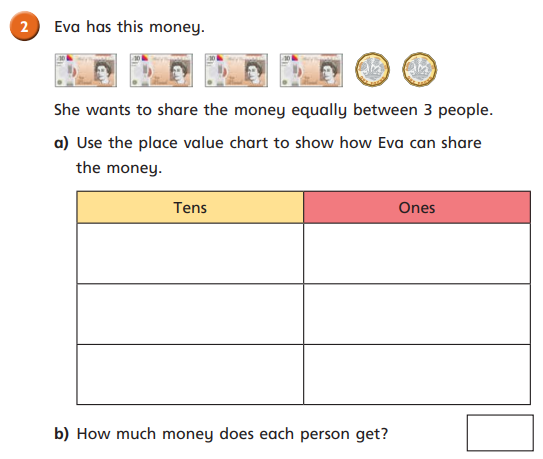 2 Eva has this money.
She wants to share the money equally between 3 people.
a) Use the place value chart to show how Eva can share
the money.
Tens Ones
b) How much money does each person get?